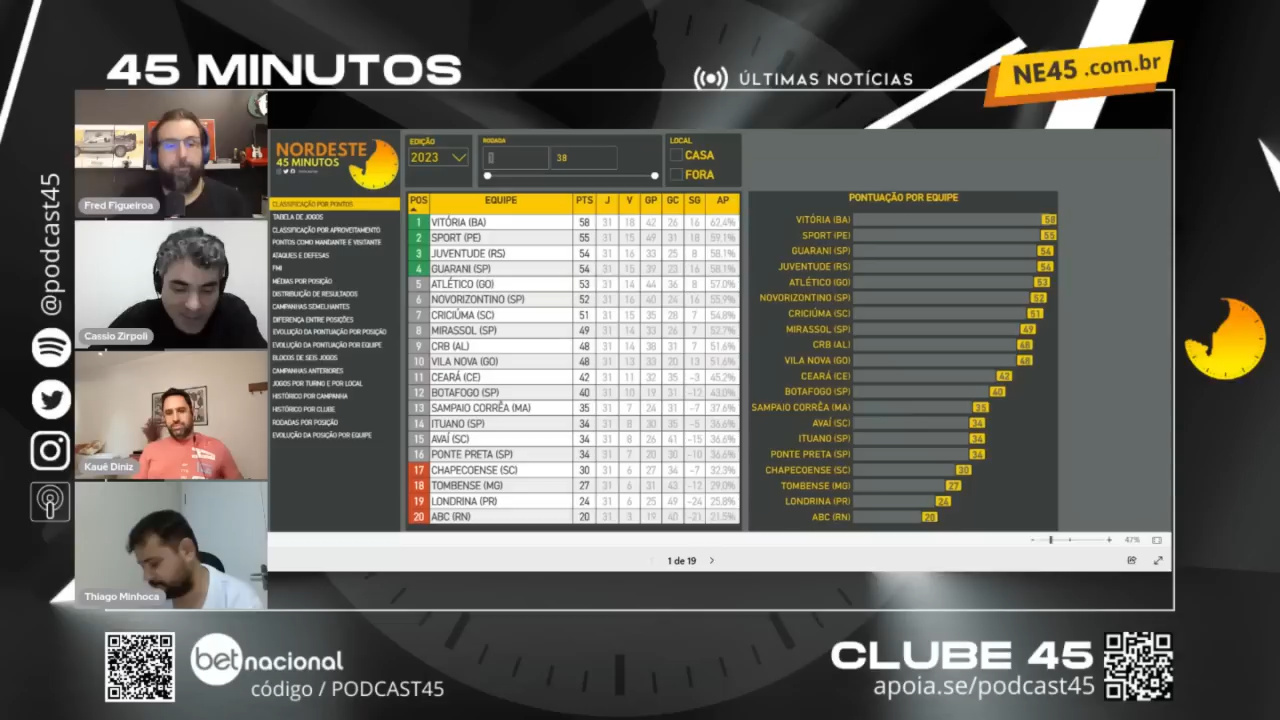 45 MINUTOS
ÚLTIMAS NOTÍCIAS
NE45 .com.br
@podcast45
Fred Figueiroa
Cassio Zirpoli
Kauê Diniz
Thiago Minhoca
NORDESTE
45 MINUTOS
EDIÇÃO
2023
RODADA
38
LOCAL
CASA
FORA
CLASSIFICAÇÃO POR PONTOS
TABELA DE JOGOS
CLASSIFICAÇÃO POR APROVEITAMENTO
PONTOS COMO MANDANTE E VISITANTE
ATAQUES E DEFESAS
MÉDIAS POR POSIÇÃO
DISTRIBUIÇÃO DE RESULTADOS
CAMPANHAS SEMELHANTES
DIFERENÇA ENTRE POSIÇÕES
EVOLUÇÃO DA PONTUAÇÃO POR POSIÇÃO
EVOLUÇÃO DA PONTUAÇÃO POR EQUIPE
BLOCOS DE SEIS JOGOS
CAMPANHAS ANTERIORES
JOGOS POR TURNO E POR LOCAL
HISTÓRICO POR CAMPANHA
HISTÓRICO POR CLUBE
RODADAS POR POSIÇÃO
EVOLUÇÃO DA POSIÇÃO POR EQUIPE
POS EQUIPE PTS J V GP GC SG AP
1 VITÓRIA (BA) 58 31 18 42 26 16 62,4%
2 SPORT (PE) 55 31 15 49 31 18 59,1%
3 JUVENTUDE (RS) 54 31 16 33 25 8 58,1%
4 GUARANI (SP) 54 31 15 39 23 16 58,1%
5 ATLÉTICO (GO) 53 31 14 44 36 8 57,0%
6 NOVORIZONTINO (SP) 52 31 16 40 24 16 55,9%
7 CRICIÚMA (SC) 51 31 15 35 28 7 54,8%
8 MIRASSOL (SP) 49 31 14 33 26 7 52,7%
9 CRB (AL) 48 31 14 38 31 7 51,6%
10 VILA NOVA (GO) 48 31 13 33 20 13 51,6%
11 CEARÁ (CE) 42 31 11 32 35 -3 45,2%
12 BOTAFOGO (SP) 40 31 10 19 31 -12 43,0%
13 SAMPAIO CORRÊA (MA) 35 31 7 24 31 -7 37,6%
14 ITUANO (SP) 34 31 8 30 35 -5 36,6%
15 AVAÍ (SC) 34 31 8 26 41 -15 36,6%
16 PONTE PRETA (SP) 34 31 7 20 30 -10 36,6%
17 CHAPECOENSE (SC) 30 31 6 27 34 -7 32,3%
18 TOMBENSE (MG) 27 31 6 31 43 -12 29,0%
19 LONDRINA (PR) 24 31 6 25 49 -24 25,8%
20 ABC (RN) 20 31 3 19 40 -21 21,5%
PONTUAÇÃO POR EQUIPE
VITÓRIA (BA) 58
SPORT (PE) 55
GUARANI (SP) 54
JUVENTUDE (RS) 54
ATLÉTICO (GO) 53
NOVORIZONTINO (SP) 52
CRICIÚMA (SC) 51
MIRASSOL (SP) 49
CRB (AL) 48
VILA NOVA (GO) 48
CEARÁ (CE) 42
BOTAFOGO (SP) 40
SAMPAIO CORRÊA (MA) 35
AVAÍ (SC) 34
ITUANO (SP) 34
PONTE PRETA (SP) 34
CHAPECOENSE (SC) 30
TOMBENSE (MG) 27
LONDRINA (PR) 24
ABC (RN) 20
- + 47%
1 de 19
betnacional
código / PODCAST45
CLUBE 45
apoia.se/podcast45